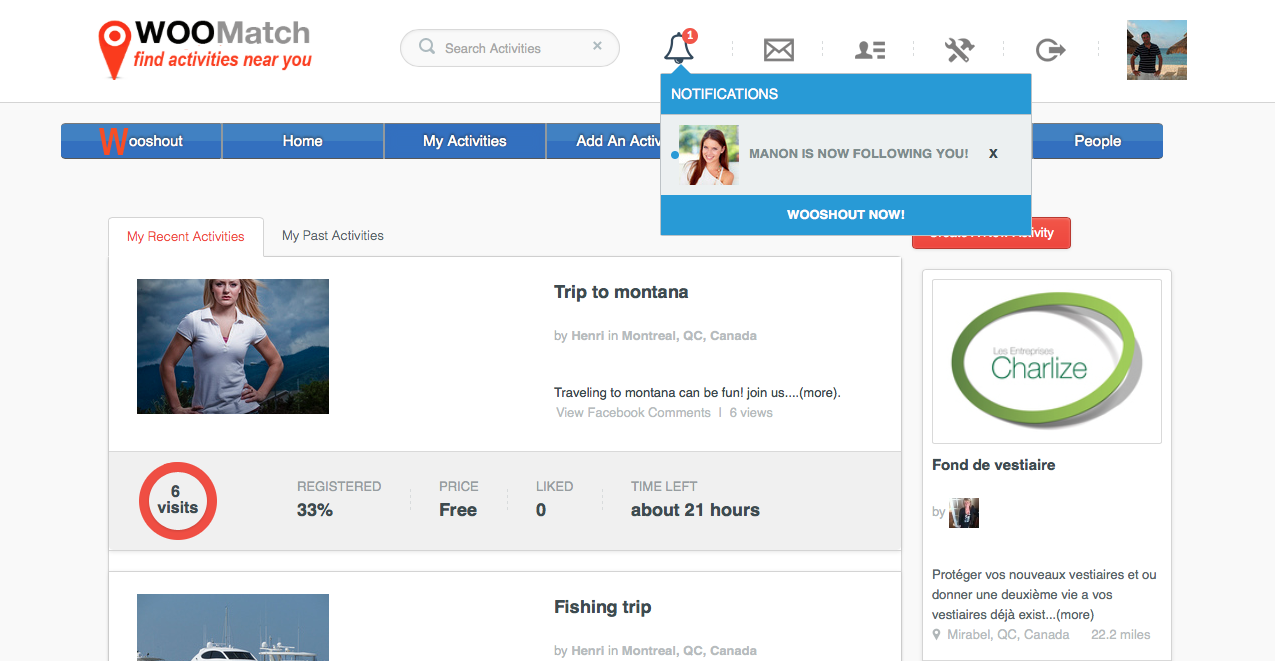 WOOMatch
find activities near you
Search Activities
1
NOTIFICATIONS
MANON IS NOW FOLLOWING YOU! X
WOOSHOUT NOW!
Wooshout
Home
My Activities
Add An Activ
People
My Recent Activities
My Past Activities
Trip to montana
by Henri in Montreal, QC, Canada
Traveling to montana can be fun! join us....(more).
View Facebook Comments | 6 views
6
visits
REGISTERED
33%
PRICE
Free
LIKED
0
TIME LEFT
about 21 hours
Fishing trip
by Henri in Montreal, QC, Canada
Les Entreprises
Charlize
Fond de vestiaire
by
Protéger vos nouveaux vestiaires et ou
donner une deuxième vie a vos
vestiaires déjà exist...(more)
Mirabel, QC, Canada 22.2 miles